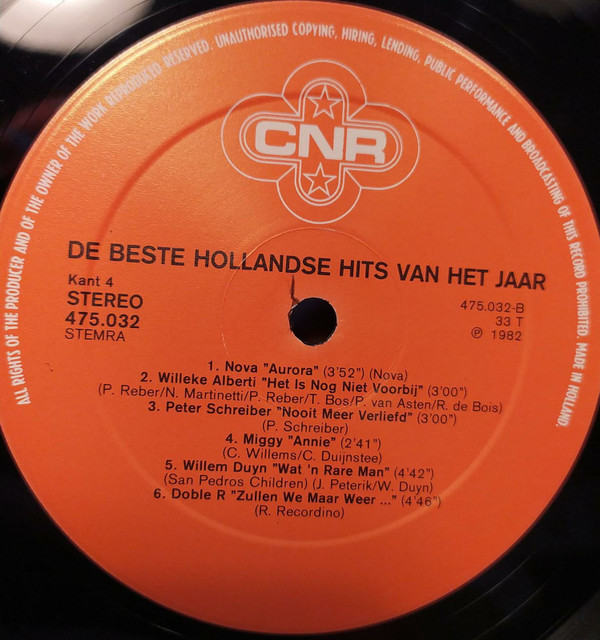 ALL RIGHTS OF THE PRODUCER AND OF THE OWNER OF THE WORK REPRODUCED RESERVED. UNAUTHORISED COPYING, HIRING, LENDING, PUBLIC PERFORMANCE AND BROADCASTING OF THIS RECORD PROHIBITED. MADE IN HOLLAND.
CNR
DE BESTE HOLLANDSE HITS VAN HET JAAR
Kant 4
STEREO
475.032
STEMRA
475.032-B
33 T
℗ 1982
1. Nova "Aurora" (3'52") (Nova)
2. Willeke Alberti "Het Is Nog Niet Voorbij" (3'00")
(P. Reber/N. Martinetti/P. Reber/T. Bos/P. van Asten/R. de Bois)
3. Peter Schreiber "Nooit Meer Verliefd" (3'00")
(P. Schreiber)
4. Miggy "Annie" (2'41")
(C. Willems/C. Duijnstee)
5. Willem Duyn "Wat 'n Rare Man" (4'42")
(San Pedros Children) (J. Peterik/W. Duyn)
6. Doble R "Zullen We Maar Weer ..." (4'46")
(R. Recordino)